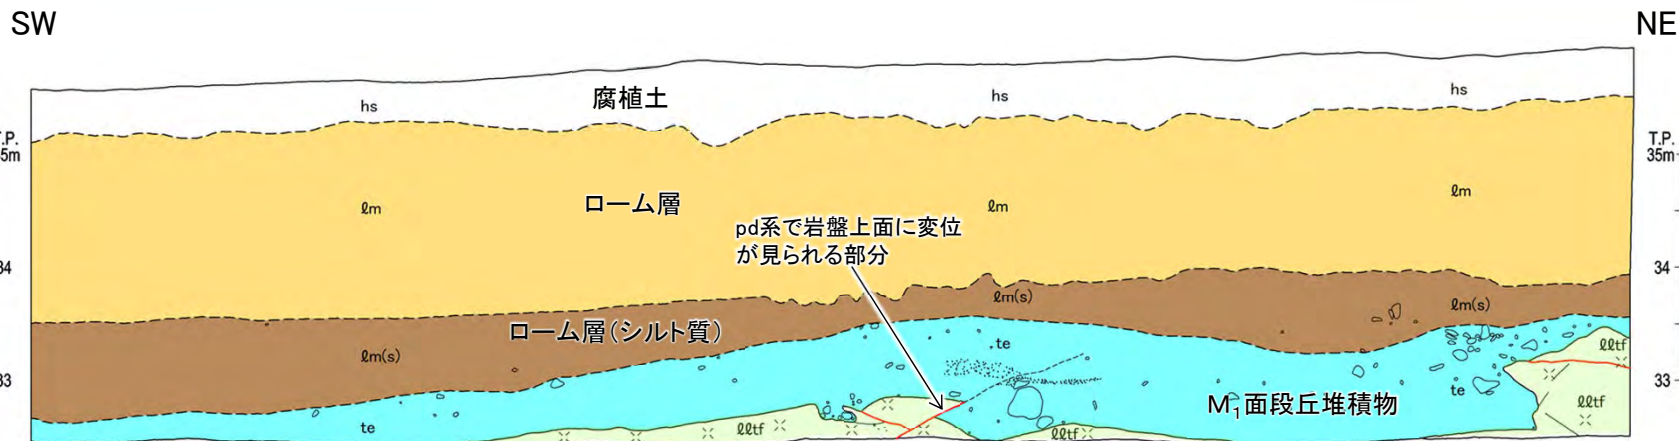 SW
NE
hs
腐植土
hs
hs
T.P.
35m
T.P.
35m
ℓm
ローム層
ℓm
ℓm
pd系で岩盤上面に変位
が見られる部分
34
34
ℓm(s)
ℓm(s)
ローム層(シルト質)
ℓm(s)
te
ℓℓtf
33
33
te
M₁面段丘堆積物
ℓℓtf
te
ℓℓtf
ℓℓtf